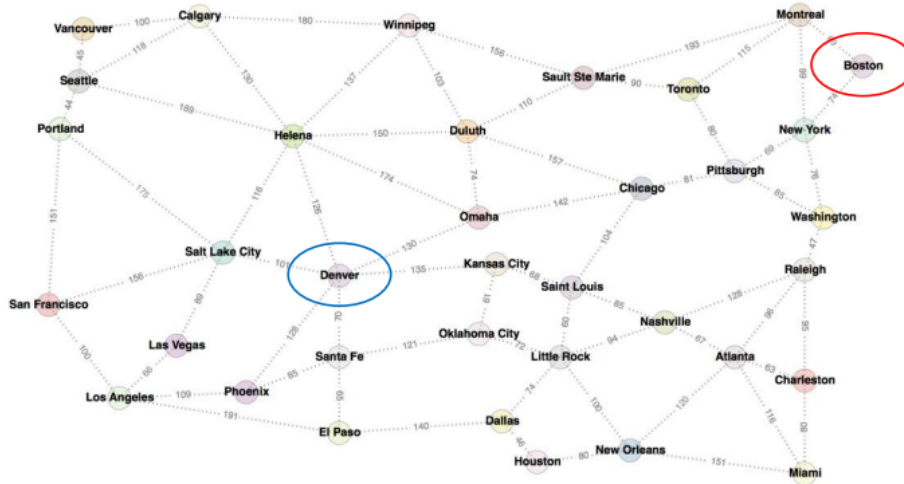 Montreal
Calgary
Vancouver
100
180
Winnipeg
89
45
118
156
193
115
Boston
Seattle
130
137
103
Sault Ste Marie
90
Toronto
99
74
44
189
110
Portland
Helena
150
Duluth
80
New York
69
157
Pittsburgh
76
174
74
Chicago
81
85
175
116
126
142
151
Omaha
Washington
104
47
Salt Lake City
130
101
Denver
135
Kansas City
68
Saint Louis
Raleigh
156
89
61
85
128
San Francisco
128
70
60
Nashville
96
95
100
Las Vegas
Oklahoma City
94
67
121
72
Santa Fe
Little Rock
Atlanta
66
85
63
Charleston
Los Angeles
109
Phoenix
65
74
100
191
120
116
88
140
Dallas
El Paso
46
New Orleans
80
151
Houston
Miami